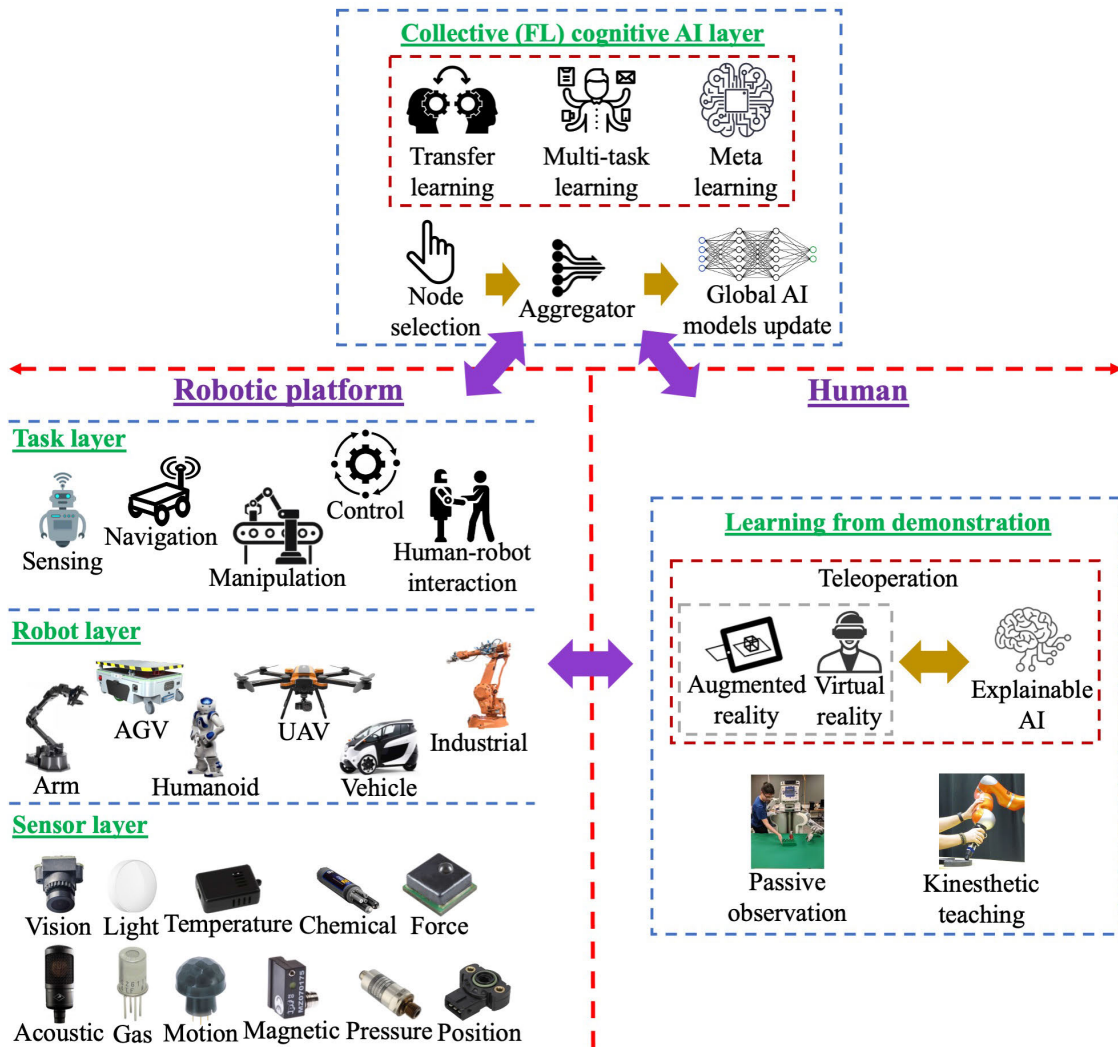 Collective (FL) cognitive AI layer
Transfer
learning
Multi-task
learning
Meta
learning
Node
selection
Aggregator
Global AI
models update
Robotic platform
Human
Task layer
Sensing
Navigation
Manipulation
Control
Human-robot
interaction
Robot layer
Arm
AGV
Humanoid
UAV
Vehicle
Industrial
Sensor layer
Vision
Light
Temperature
Chemical
Force
Acoustic
Gas
Motion
Magnetic
Pressure
Position
MZ070175
Learning from demonstration
Teleoperation
Augmented
reality
Virtual
reality
Explainable
AI
Passive
observation
Kinesthetic
teaching